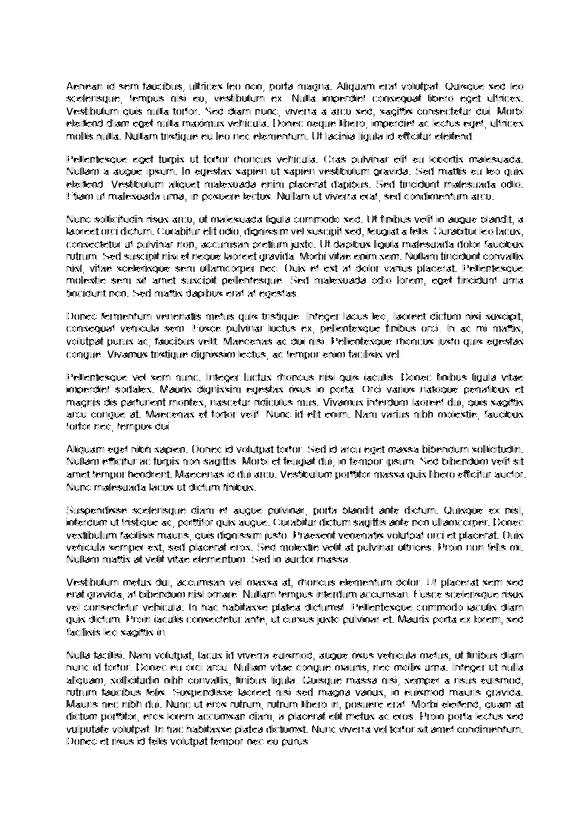 Aenean id sem faucibus, ultrices leo non, porta magna. Aliquam erat volutpat. Quisque sed leo
scelerisque, tempus nisi eu, vestibulum ex. Nulla imperdiet consequat libero eget ultrices.
Vestibulum quis nulla tortor. Sed diam nunc, viverra a arcu sed, sagittis consectetur dui. Morbi
eleifend diam eget nulla maximus vehicula. Donec neque libero, imperdiet ac lectus eget, ultrices
mollis nulla. Nullam tristique eu leo nec elementum. Ut lacinia ligula id efficitur eleifend.
Pellentesque eget turpis ut tortor rhoncus vehicula. Cras pulvinar elit eu lobortis malesuada.
Nullam a augue ipsum. In egestas sapien ut sapien vestibulum gravida. Sed mattis eu leo quis
eleifend. Vestibulum aliquet malesuada enim placerat dapibus. Sed tincidunt malesuada odio.
Etiam ut malesuada urna, in posuere lectus. Nullam ut viverra erat, sed condimentum arcu.
Nunc sollicitudin risus arcu, ut malesuada ligula commodo sed. Ut finibus velit in augue blandit, a
laoreet orci dictum. Curabitur elit odio, dignissim vel suscipit sed, feugiat a felis. Curabitur leo lacus,
consectetur ut pulvinar non, accumsan pretium justo. Ut dapibus ligula malesuada dolor faucibus
rutrum. Sed suscipit nisi et neque laoreet gravida. Morbi vitae enim sem. Nullam tincidunt convallis
nisl, vitae scelerisque sem ullamcorper nec. Duis et est at dolor varius placerat. Pellentesque
molestie sem sit amet suscipit pellentesque. Sed malesuada odio lorem, eget tincidunt urna
tincidunt non. Sed mattis dapibus erat at egestas.
Donec fermentum venenatis metus quis tristique. Integer lacus leo, laoreet dictum nisi suscipit,
consequat vehicula sem. Fusce pulvinar luctus ex, pellentesque finibus orci. In ac mi mattis,
volutpat purus ac, faucibus velit. Maecenas ac dui nisi. Pellentesque rhoncus justo quis egestas
congue. Vivamus tristique dignissim lectus, ac tempor enim facilisis vel.
Pellentesque vel sem nunc. Integer luctus rhoncus nisi quis iaculis. Donec finibus ligula vitae
imperdiet sodales. Mauris dignissim egestas risus in porta. Orci varius natoque penatibus et
magnis dis parturient montes, nascetur ridiculus mus. Vivamus interdum laoreet dui, quis sagittis
arcu congue at. Maecenas et tortor velit. Nunc id elit enim. Nam varius nibh molestie, faucibus
tortor nec, tempus dui.
Aliquam eget nibh sapien. Donec id volutpat tortor. Sed id arcu eget massa bibendum sollicitudin.
Nullam efficitur ac turpis non sagittis. Morbi et feugiat dui, in tempor ipsum. Sed bibendum velit sit
amet tempor hendrerit. Maecenas id dui arcu. Vestibulum porttitor massa quis libero efficitur auctor.
Nunc malesuada lacus ut dictum finibus.
Suspendisse scelerisque diam et augue pulvinar, porta blandit ante dictum. Quisque ex nisl,
interdum ut tristique ac, porttitor quis augue. Curabitur dictum sagittis ante non ullamcorper. Donec
vestibulum facilisis mauris, quis dignissim justo. Praesent venenatis volutpat orci et placerat. Duis
vehicula semper est, sed placerat eros. Sed molestie velit at pulvinar ultrices. Proin non felis mi.
Nullam mattis at velit vitae elementum. Sed in auctor massa.
Vestibulum metus dui, accumsan vel massa at, rhoncus elementum dolor. Ut placerat sem sed
erat gravida, at bibendum nisl ornare. Nullam tempus interdum accumsan. Fusce scelerisque risus
vel consectetur vehicula. In hac habitasse platea dictumst. Pellentesque commodo iaculis diam
quis dictum. Proin iaculis consectetur ante, ut cursus justo pulvinar et. Mauris porta ex lorem, sed
facilisis leo sagittis in.
Nulla facilisi. Nam volutpat, lacus id viverra euismod, augue risus vehicula metus, ut finibus diam
nunc id tortor. Donec eu orci arcu. Nullam vitae congue mauris, nec mollis urna. Integer ut nulla
aliquam, sollicitudin nibh convallis, finibus ligula. Quisque massa nisi, semper a risus euismod,
rutrum faucibus felis. Suspendisse laoreet nisi sed magna varius, in euismod mauris gravida.
Mauris nec nibh dui. Nunc ut eros rutrum, rutrum libero in, posuere erat. Morbi eleifend, quam at
dictum porttitor, eros lorem accumsan diam, a placerat elit metus ac eros. Proin porta lectus sed
vulputate volutpat. In hac habitasse platea dictumst. Nunc viverra vel tortor sit amet condimentum.
Donec et risus id felis volutpat tempor nec eu purus.